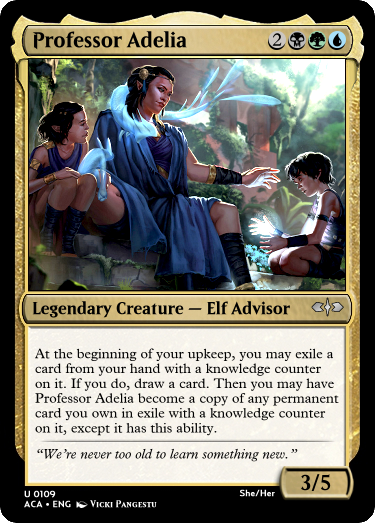 Professor Adelia 2
Legendary Creature — Elf Advisor
At the beginning of your upkeep, you may exile a
card from your hand with a knowledge counter
on it. If you do, draw a card. Then you may have
Professor Adelia become a copy of any permanent
card you own in exile with a knowledge counter
on it, except it has this ability.
“We’re never too old to learn something new.”
3/5
U 0109 She/Her
ACA • ENG Vicki Pangestu